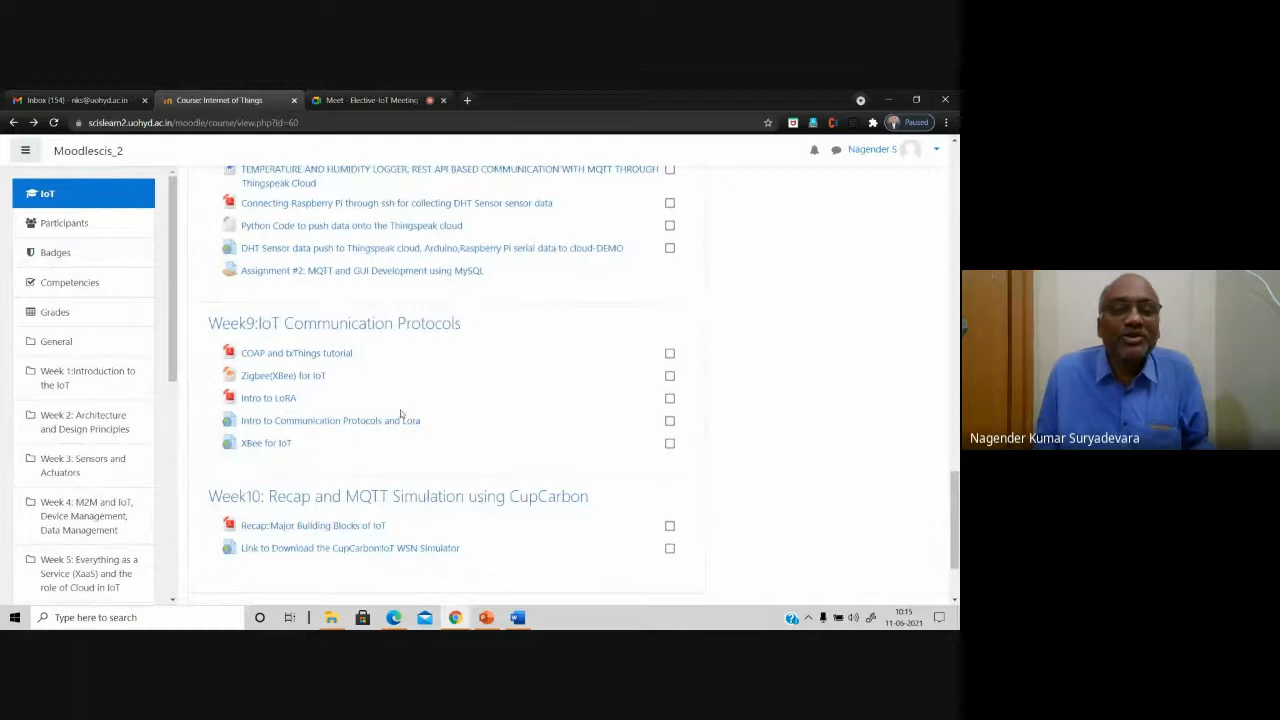 Inbox (154) - nks@uohyd.ac.in
Course: Internet of Things
Meet - Elective-IoT Meeting
scislearn2.uohyd.ac.in/moodle/course/view.php?id=60
Paused
Moodlescis_2
Nagender S
IoT
Participants
Badges
Competencies
Grades
General
Week 1:Introduction to
the IoT
Week 2: Architecture
and Design Principles
Week 3: Sensors and
Actuators
Week 4: M2M and IoT,
Device Management,
Data Management
Week 5: Everything as a
Service (XaaS) and the
role of Cloud in IoT
TEMPERATURE AND HUMIDITY LOGGER, REST API BASED COMMUNICATION WITH MQTT THROUGH
Thingspeak Cloud
Connecting Raspberry Pi through ssh for collecting DHT Sensor sensor data
Python Code to push data onto the Thingspeak cloud
DHT Sensor data push to Thingspeak cloud, Arduino,Raspberry Pi serial data to cloud-DEMO
Assignment #2: MQTT and GUI Development using MySQL
Week9:IoT Communication Protocols
COAP and txThings tutorial
Zigbee(XBee) for IoT
Intro to LoRA
Intro to Communication Protocols and Lora
XBee for IoT
Week10: Recap and MQTT Simulation using CupCarbon
Recap::Major Building Blocks of IoT
Link to Download the CupCarbon:IoT WSN Simulator
Type here to search
10:15
11-06-2021
Nagender Kumar Suryadevara